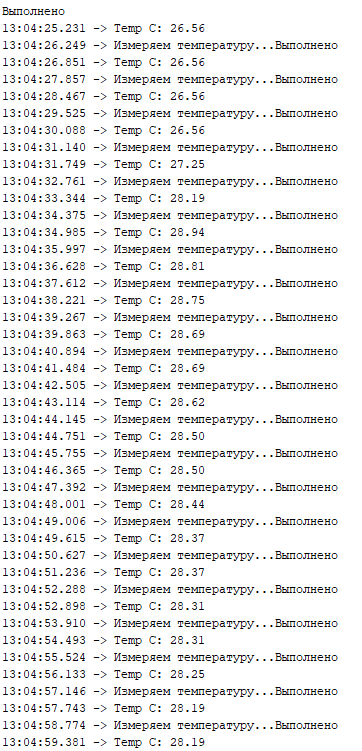 Выполнено
13:04:25.231 -> Temp C: 26.56
13:04:26.249 -> Измеряем температуру...Выполнено
13:04:26.851 -> Temp C: 26.56
13:04:27.857 -> Измеряем температуру...Выполнено
13:04:28.467 -> Temp C: 26.56
13:04:29.525 -> Измеряем температуру...Выполнено
13:04:30.088 -> Temp C: 26.56
13:04:31.140 -> Измеряем температуру...Выполнено
13:04:31.749 -> Temp C: 27.25
13:04:32.761 -> Измеряем температуру...Выполнено
13:04:33.344 -> Temp C: 28.19
13:04:34.375 -> Измеряем температуру...Выполнено
13:04:34.985 -> Temp C: 28.94
13:04:35.997 -> Измеряем температуру...Выполнено
13:04:36.628 -> Temp C: 28.81
13:04:37.612 -> Измеряем температуру...Выполнено
13:04:38.221 -> Temp C: 28.75
13:04:39.267 -> Измеряем температуру...Выполнено
13:04:39.863 -> Temp C: 28.69
13:04:40.894 -> Измеряем температуру...Выполнено
13:04:41.484 -> Temp C: 28.69
13:04:42.505 -> Измеряем температуру...Выполнено
13:04:43.114 -> Temp C: 28.62
13:04:44.145 -> Измеряем температуру...Выполнено
13:04:44.751 -> Temp C: 28.50
13:04:45.755 -> Измеряем температуру...Выполнено
13:04:46.365 -> Temp C: 28.50
13:04:47.392 -> Измеряем температуру...Выполнено
13:04:48.001 -> Temp C: 28.44
13:04:49.006 -> Измеряем температуру...Выполнено
13:04:49.615 -> Temp C: 28.37
13:04:50.627 -> Измеряем температуру...Выполнено
13:04:51.236 -> Temp C: 28.37
13:04:52.288 -> Измеряем температуру...Выполнено
13:04:52.898 -> Temp C: 28.31
13:04:53.910 -> Измеряем температуру...Выполнено
13:04:54.493 -> Temp C: 28.31
13:04:55.524 -> Измеряем температуру...Выполнено
13:04:56.133 -> Temp C: 28.25
13:04:57.146 -> Измеряем температуру...Выполнено
13:04:57.743 -> Temp C: 28.19
13:04:58.774 -> Измеряем температуру...Выполнено
13:04:59.381 -> Temp C: 28.19